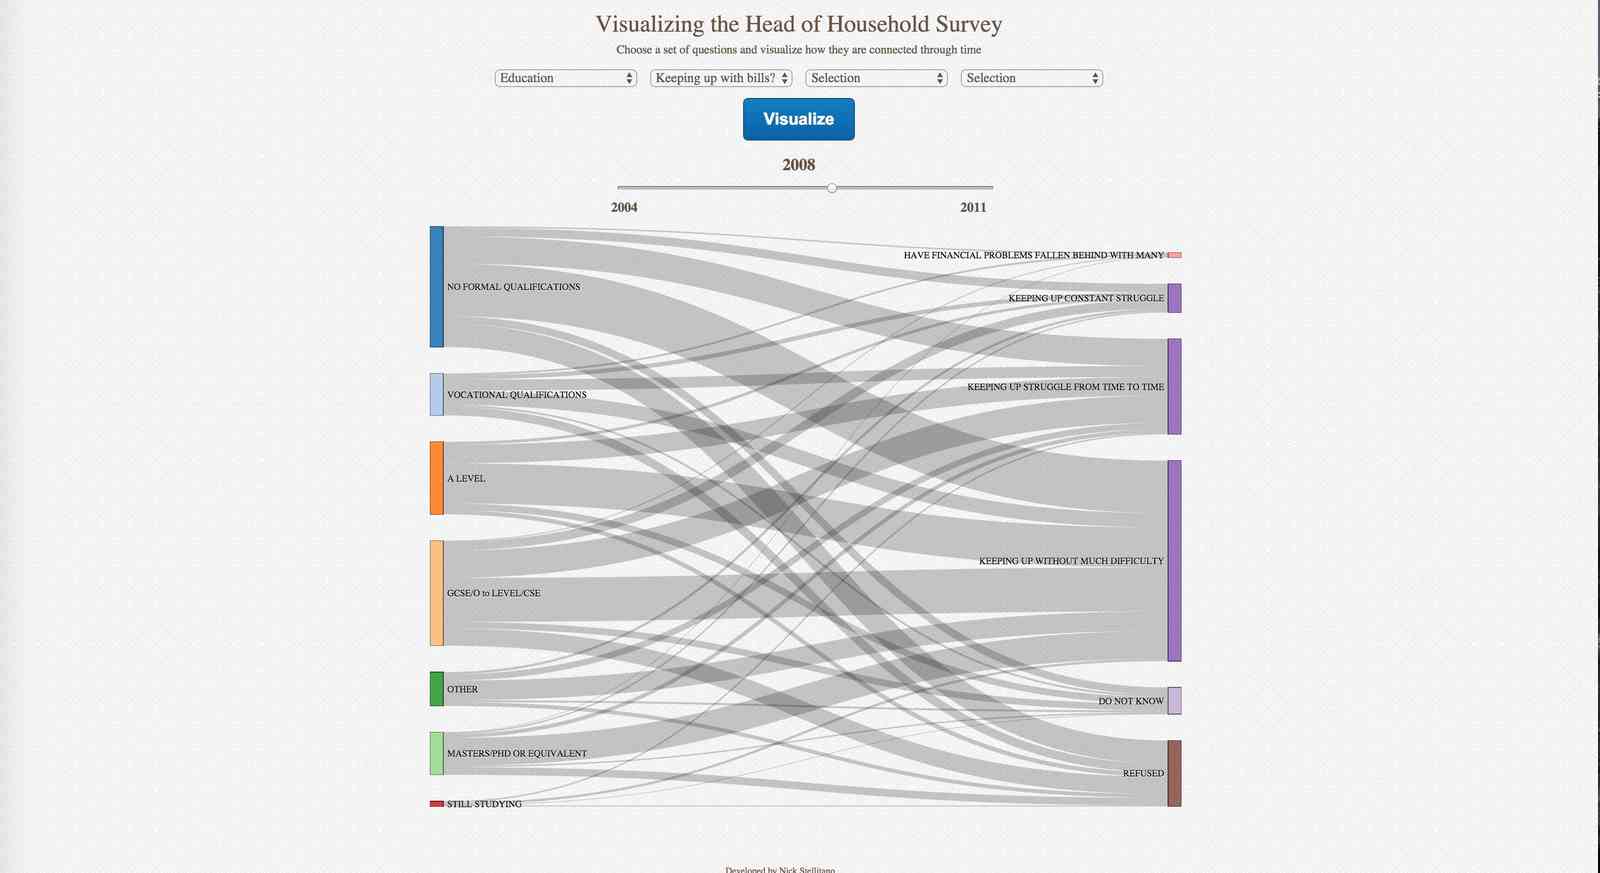 Visualizing the Head of Household Survey
Choose a set of questions and visualize how they are connected through time
Education
Keeping up with bills?
Selection
Selection
Visualize
2008
2004
2011
NO FORMAL QUALIFICATIONS
VOCATIONAL QUALIFICATIONS
A LEVEL
GCSE/O to LEVEL/CSE
OTHER
MASTERS/PHD OR EQUIVALENT
STILL STUDYING
HAVE FINANCIAL PROBLEMS FALLEN BEHIND WITH MANY
KEEPING UP CONSTANT STRUGGLE
KEEPING UP STRUGGLE FROM TIME TO TIME
KEEPING UP WITHOUT MUCH DIFFICULTY
DO NOT KNOW
REFUSED
Developed by Nick Stellitano